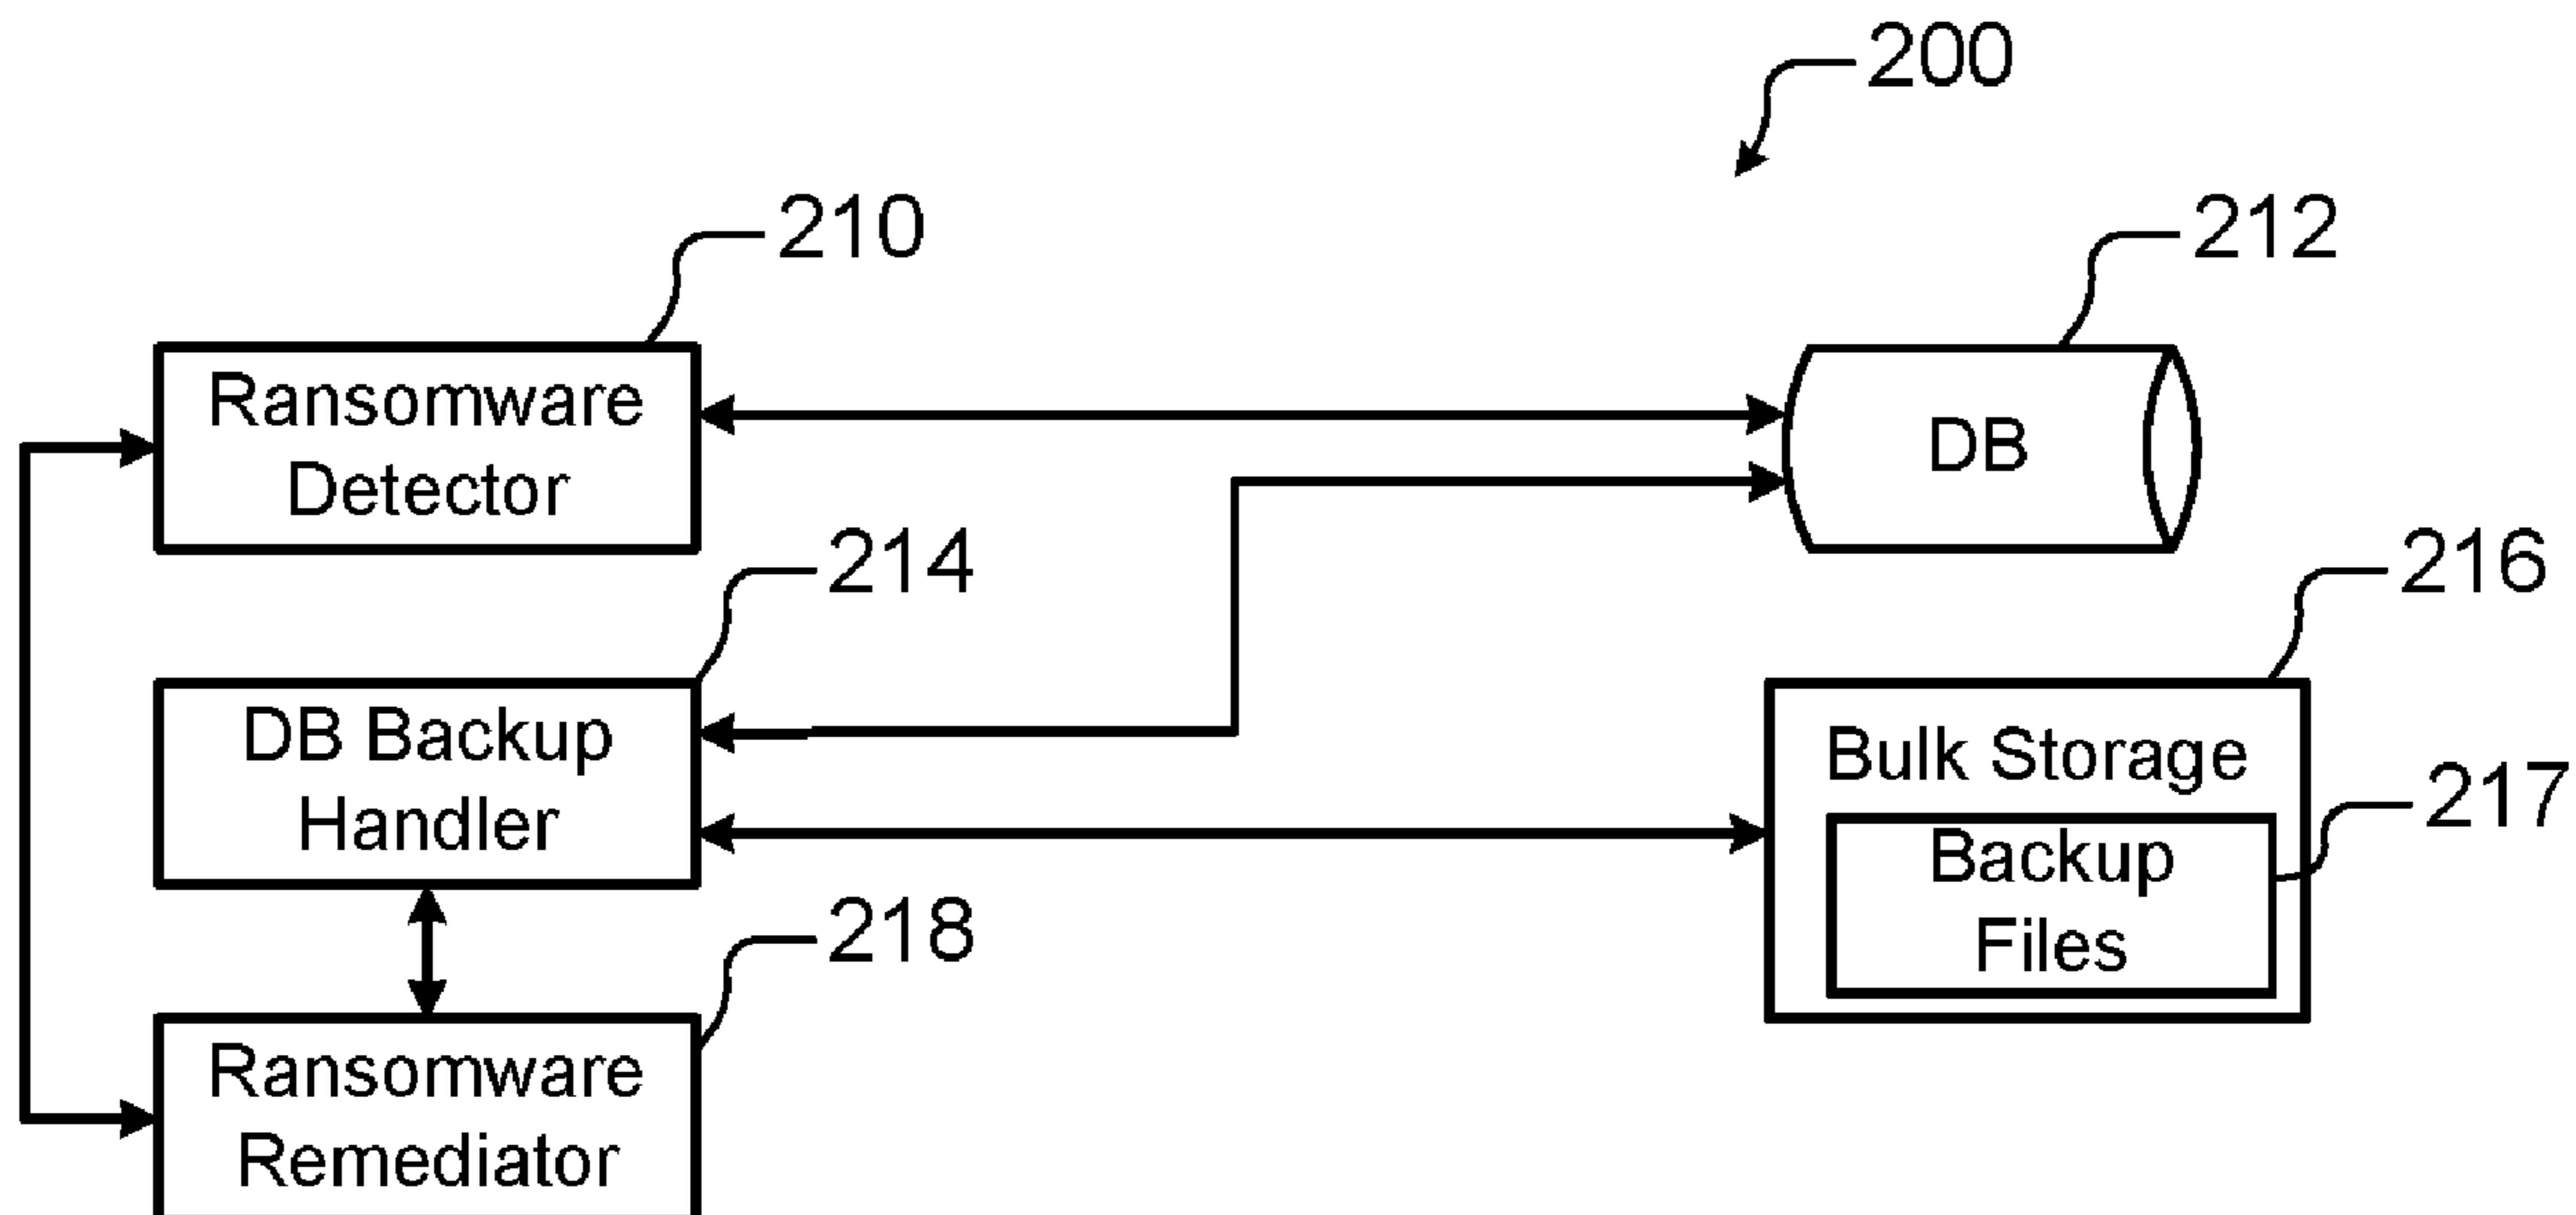 200
210
212
Ransomware
Detector
DB
214
216
DB Backup
Handler
Bulk Storage
217
Backup
Files
218
Ransomware
Remediator